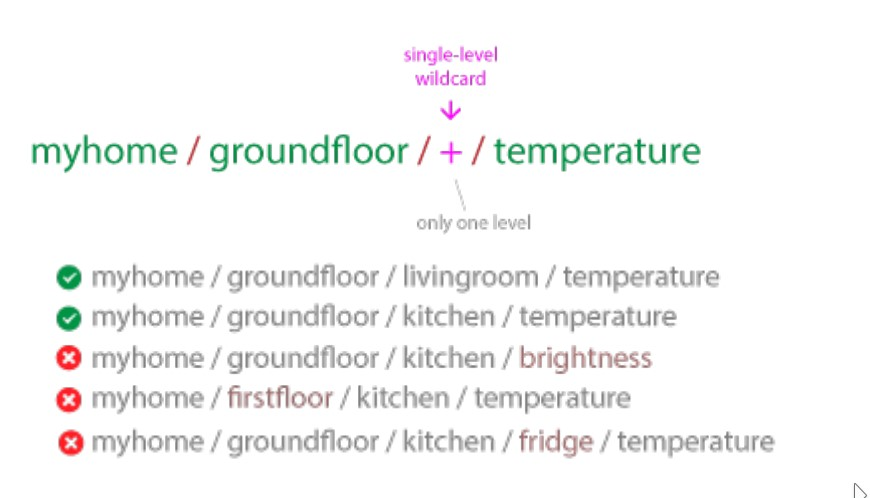 single-level
wildcard
myhome / groundfloor / + / temperature
only one level
myhome / groundfloor / livingroom / temperature
myhome / groundfloor / kitchen / temperature
myhome / groundfloor / kitchen / brightness
myhome / firstfloor / kitchen / temperature
myhome / groundfloor / kitchen / fridge / temperature